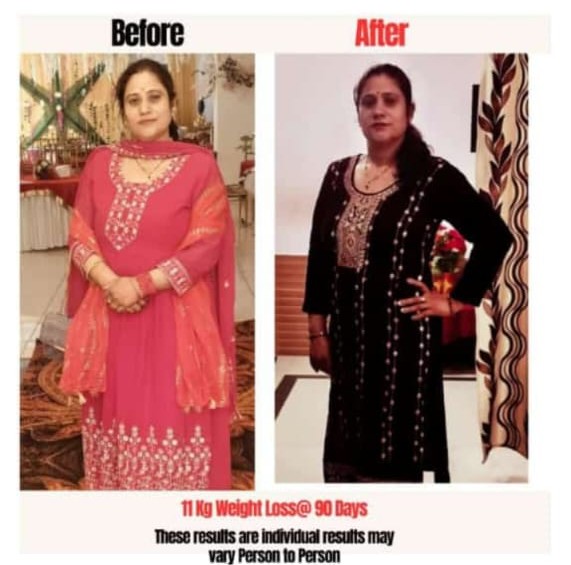 Before
After
11 Kg Weight Loss@ 90 Days
These results are individual results may
vary Person to Person